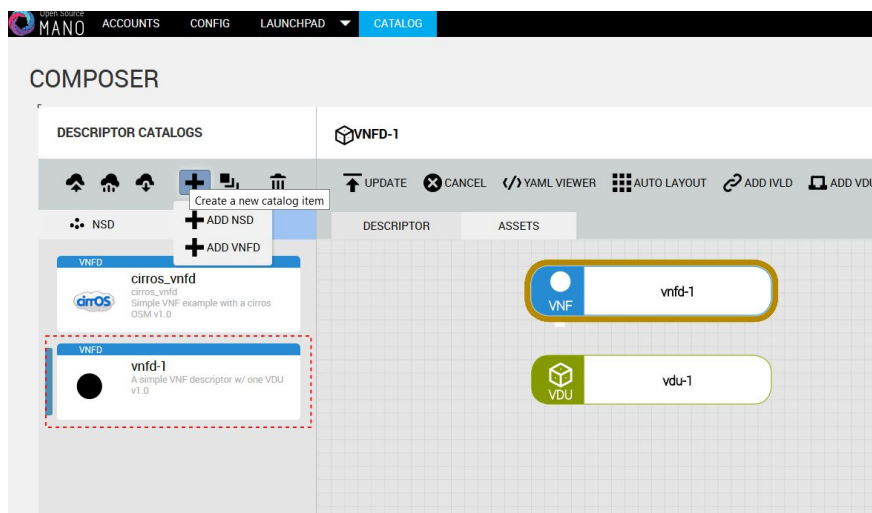 Open Source
MANO
ACCOUNTS
CONFIG
LAUNCHPAD
CATALOG
COMPOSER
DESCRIPTOR CATALOGS
VNFD-1
UPDATE
CANCEL
YAML VIEWER
AUTO LAYOUT
ADD IVLD
ADD VDU
Create a new catalog item
NSD
ADD NSD
ADD VNFD
DESCRIPTOR
ASSETS
VNFD
cirros_vnfd
cirros_vnfd
Simple VNF example with a cirros
OSM v1.0
cirrOS
VNFD
vnfd-1
A simple VNF descriptor w/ one VDU
v1.0
VNF
vnfd-1
VDU
vdu-1